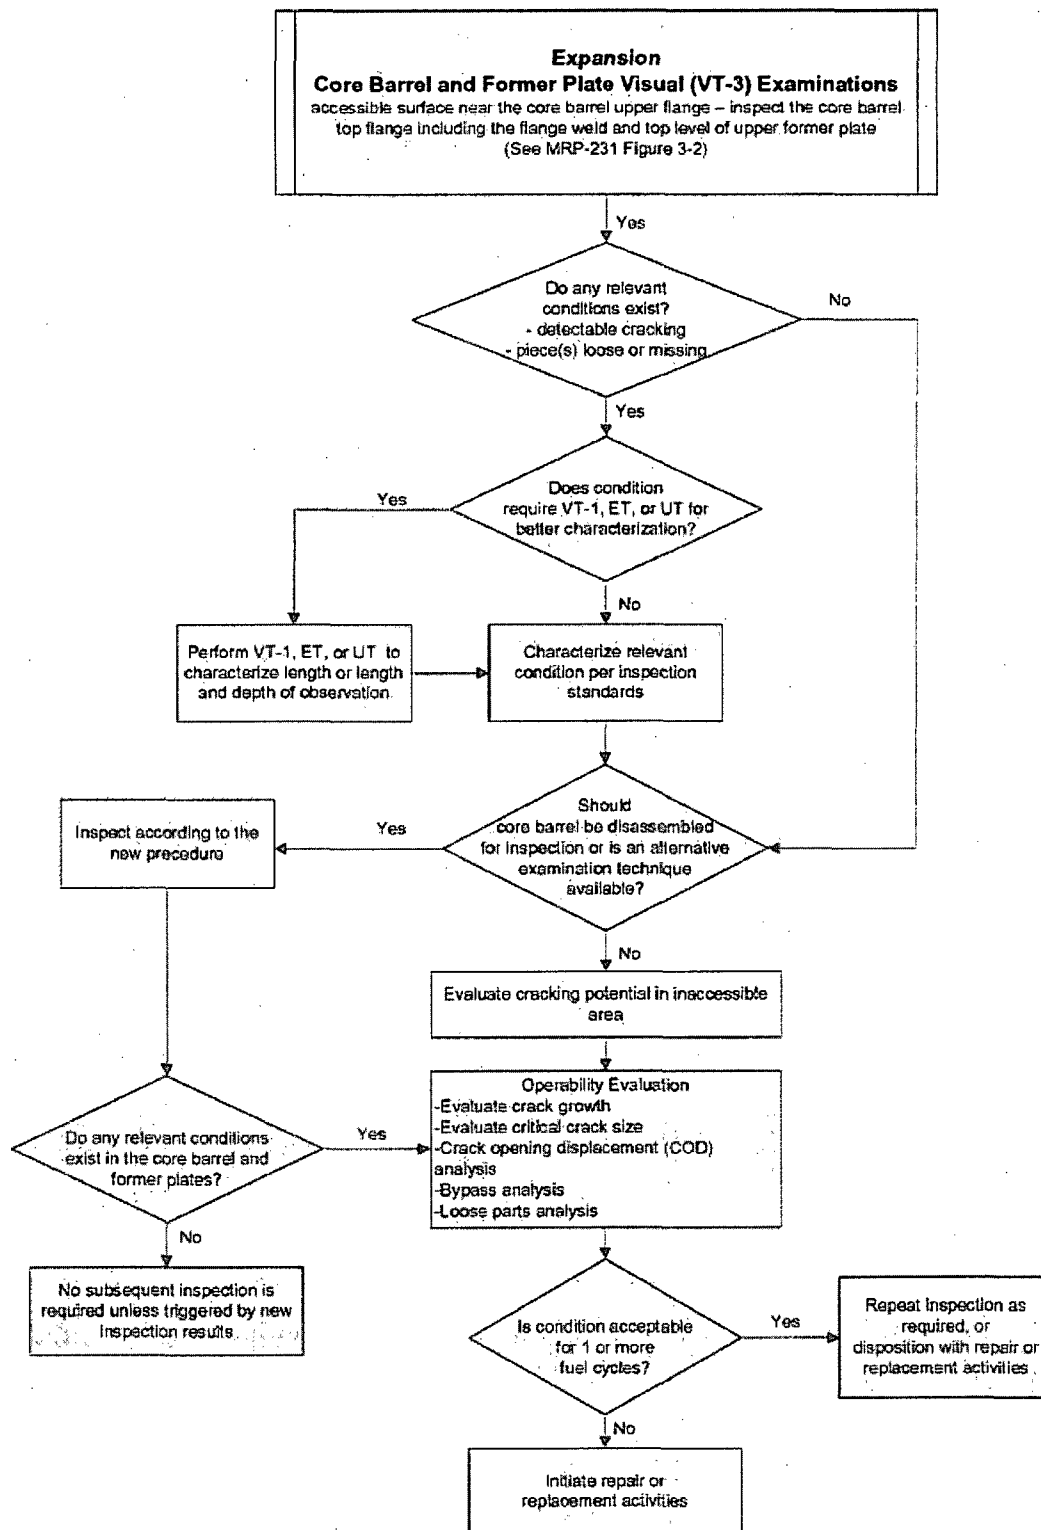 Expansion
Core Barrel and Former Plate Visual (VT-3) Examinations
accessible surface near the core barrel upper flange – inspect the core barrel
top flange including the flange weld and top level of upper former plate
(See MRP-231 Figure 3-2)
Yes
Do any relevant
conditions exist?
- detectable cracking
- piece(s) loose or missing
No
Yes
Does condition
require VT-1, ET, or UT for
better characterization?
Yes
No
Perform VT-1, ET, or UT to
characterize length or length
and depth of observation
Characterize relevant
condition per inspection
standards
Should
core barrel be disassembled
for inspection or is an alternative
examination technique
available?
Yes
Inspect according to the
new procedure
No
Evaluate cracking potential in inaccessible
area
Operability Evaluation
-Evaluate crack growth
-Evaluate critical crack size
-Crack opening displacement (COD)
analysis
-Bypass analysis
-Loose parts analysis
Do any relevant conditions
exist in the core barrel and
former plates?
Yes
No
No subsequent inspection is
required unless triggered by new
Inspection results
Is condition acceptable
for 1 or more
fuel cycles?
Yes
Repeat Inspection as
required, or
disposition with repair or
replacement activities
No
Initiate repair or
replacement activities